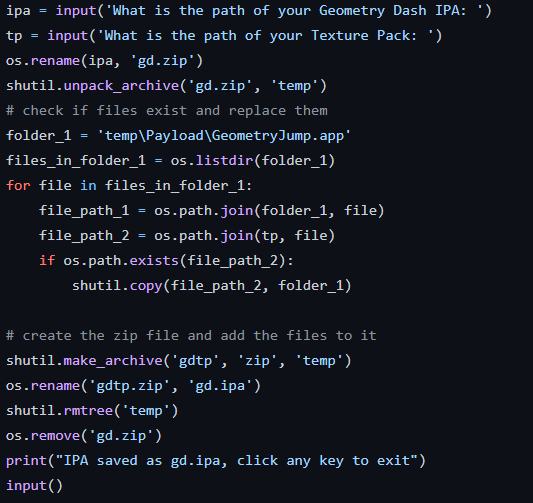 ipa = input('What is the path of your Geometry Dash IPA: ')
tp = input('What is the path of your Texture Pack: ')
os.rename(ipa, 'gd.zip')
shutil.unpack_archive('gd.zip', 'temp')
# check if files exist and replace them
folder_1 = 'temp\Payload\GeometryJump.app'
files_in_folder_1 = os.listdir(folder_1)
for file in files_in_folder_1:
    file_path_1 = os.path.join(folder_1, file)
    file_path_2 = os.path.join(tp, file)
    if os.path.exists(file_path_2):
        shutil.copy(file_path_2, folder_1)

# create the zip file and add the files to it
shutil.make_archive('gdtp', 'zip', 'temp')
os.rename('gdtp.zip', 'gd.ipa')
shutil.rmtree('temp')
os.remove('gd.zip')
print("IPA saved as gd.ipa, click any key to exit")
input()